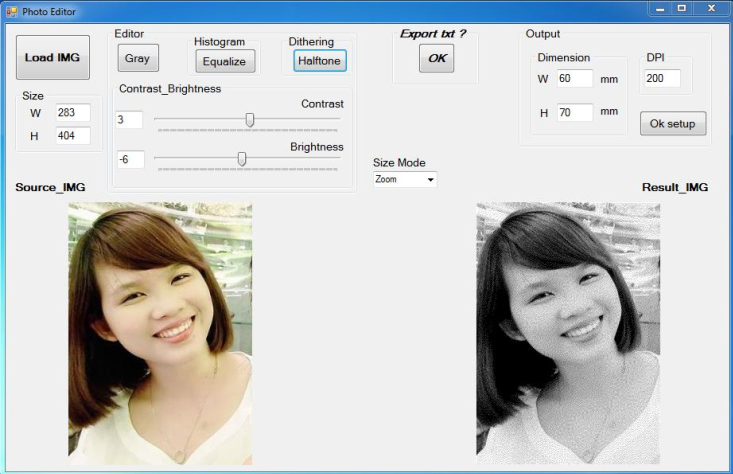 Photo Editor
Load IMG
Size
W 283
H 404
Editor
Gray
Histogram
Equalize
Dithering
Halftone
Contrast_Brightness
Contrast
3
Brightness
-6
Export txt ?
OK
Size Mode
Zoom
Output
Dimension
W 60 mm
H 70 mm
DPI
200
Ok setup
Source_IMG
Result_IMG